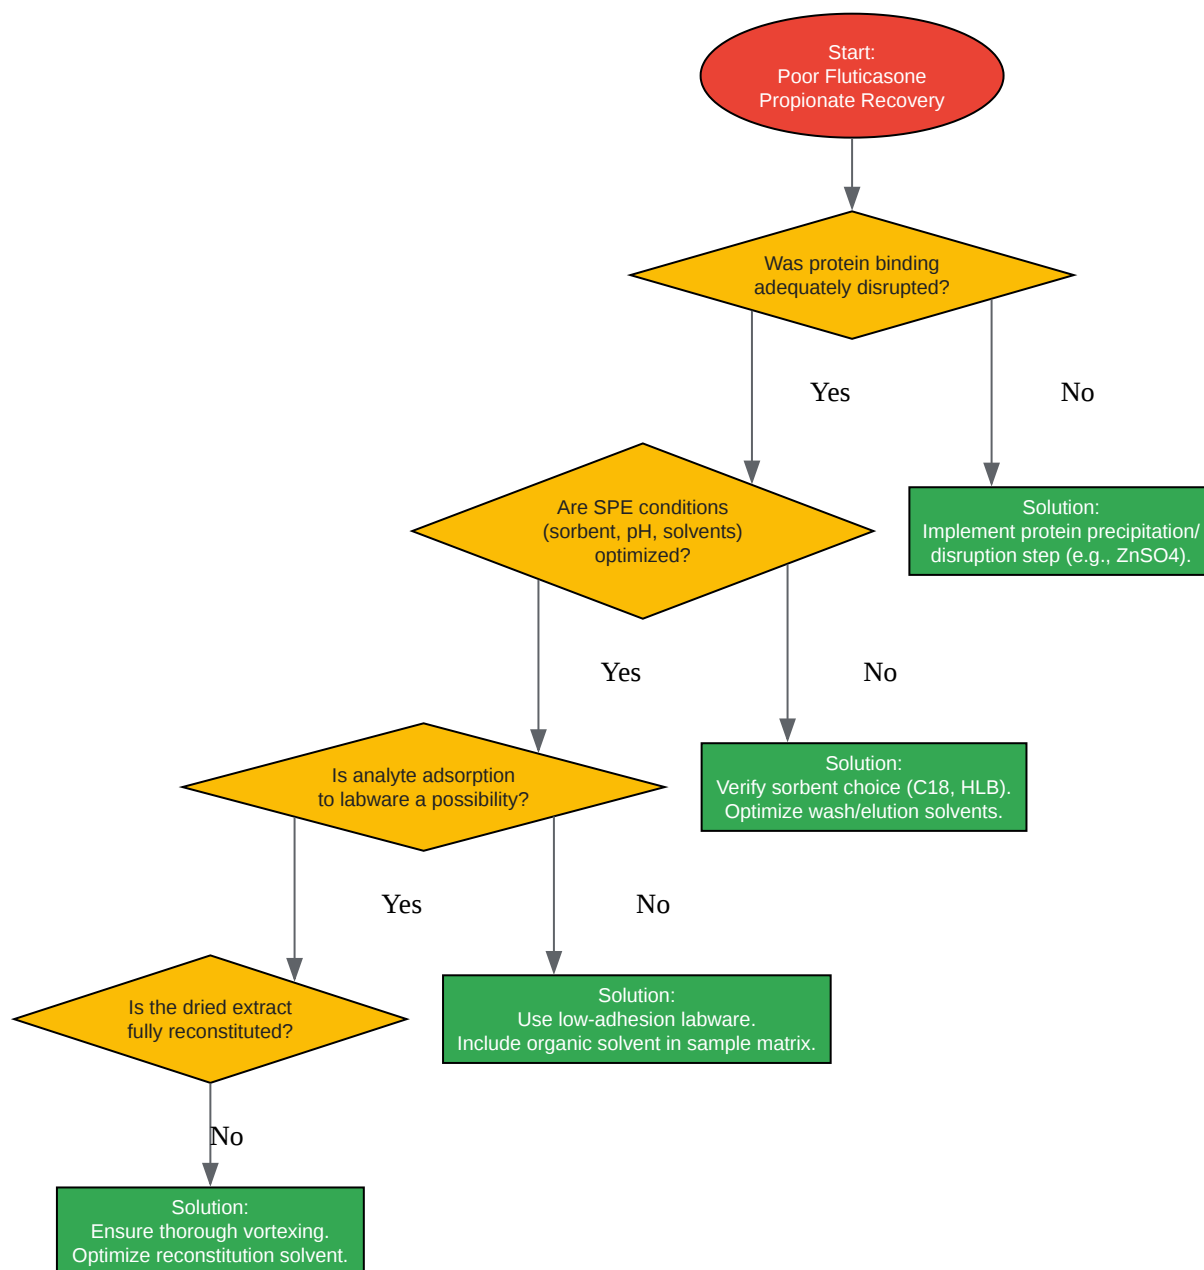 Start:
Poor Fluticasone
Propionate Recovery
Was protein binding
adequately disrupted?
Yes
No
Are SPE conditions
(sorbent, pH, solvents)
optimized?
Solution:
Implement protein precipitation/
disruption step (e.g., ZnSO4).
Yes
No
Is analyte adsorption
to labware a possibility?
Solution:
Verify sorbent choice (C18, HLB).
Optimize wash/elution solvents.
Yes
No
Is the dried extract
fully reconstituted?
Solution:
Use low-adhesion labware.
Include organic solvent in sample matrix.
No
Solution:
Ensure thorough vortexing.
Optimize reconstitution solvent.